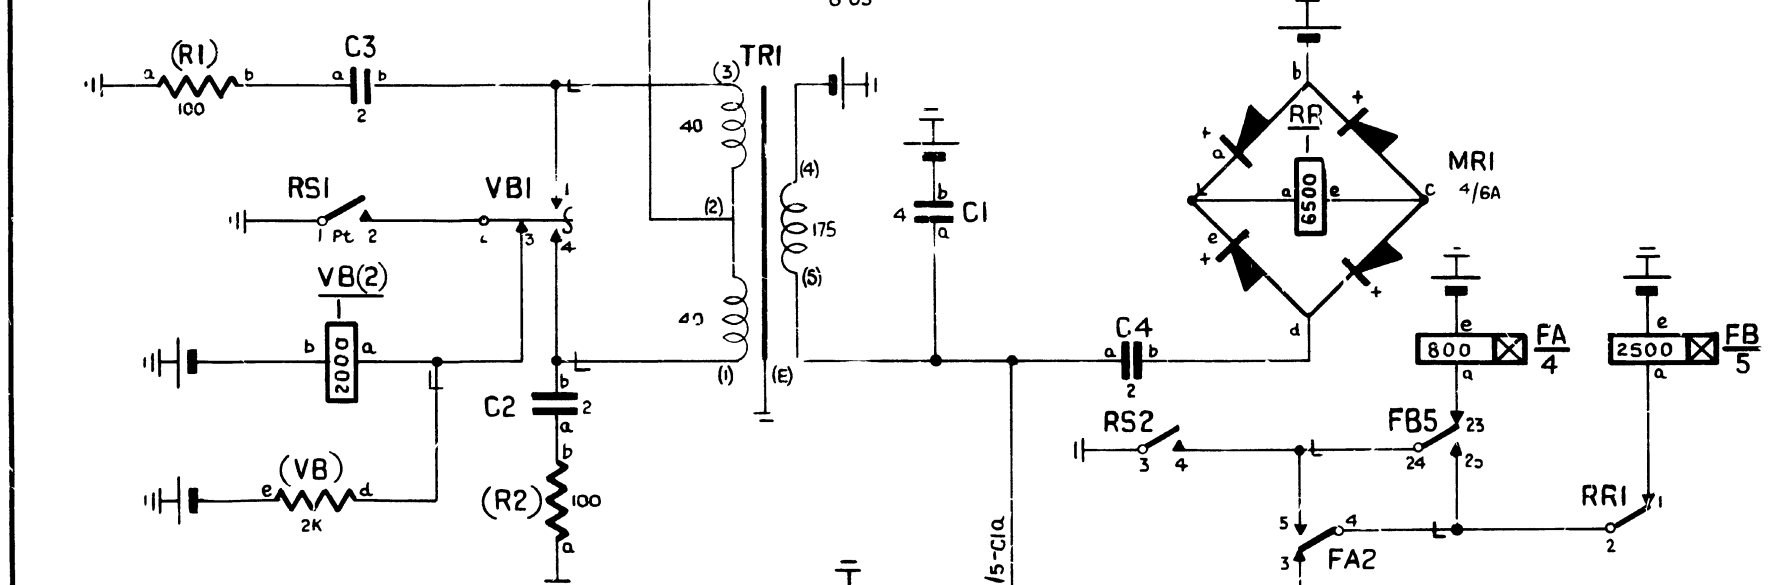 (R1)
a
b
100
C3
a
b
2
TR1
(3)
40
(2)
40
(1)
(4)
175
(5)
(E)
RS1
1 Pt 2
VB1
1
3
4
VB(2)
b
2000
a
(VB)
e
d
2K
C2
b
2
a
b
(R2)
100
a
b
4
C1
a
b
RR
+
+
a
a
6500
e
c
e
+
+
d
MR1
4/6A
C4
a
b
2
/5-C1a
RS2
3
4
e
800
FA
4
a
e
2500
FB
5
a
FB5
23
24
RR1
1
2
5
4
3
FA2